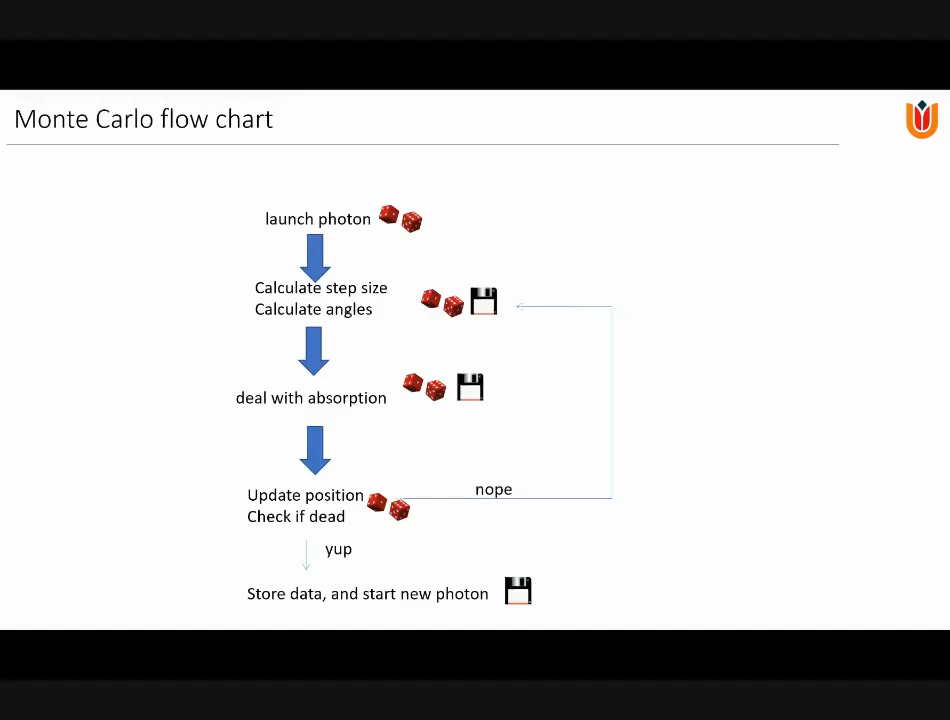 Monte Carlo flow chart
launch photon
Calculate step size
Calculate angles
deal with absorption
Update position
nope
Check if dead
yup
Store data, and start new photon